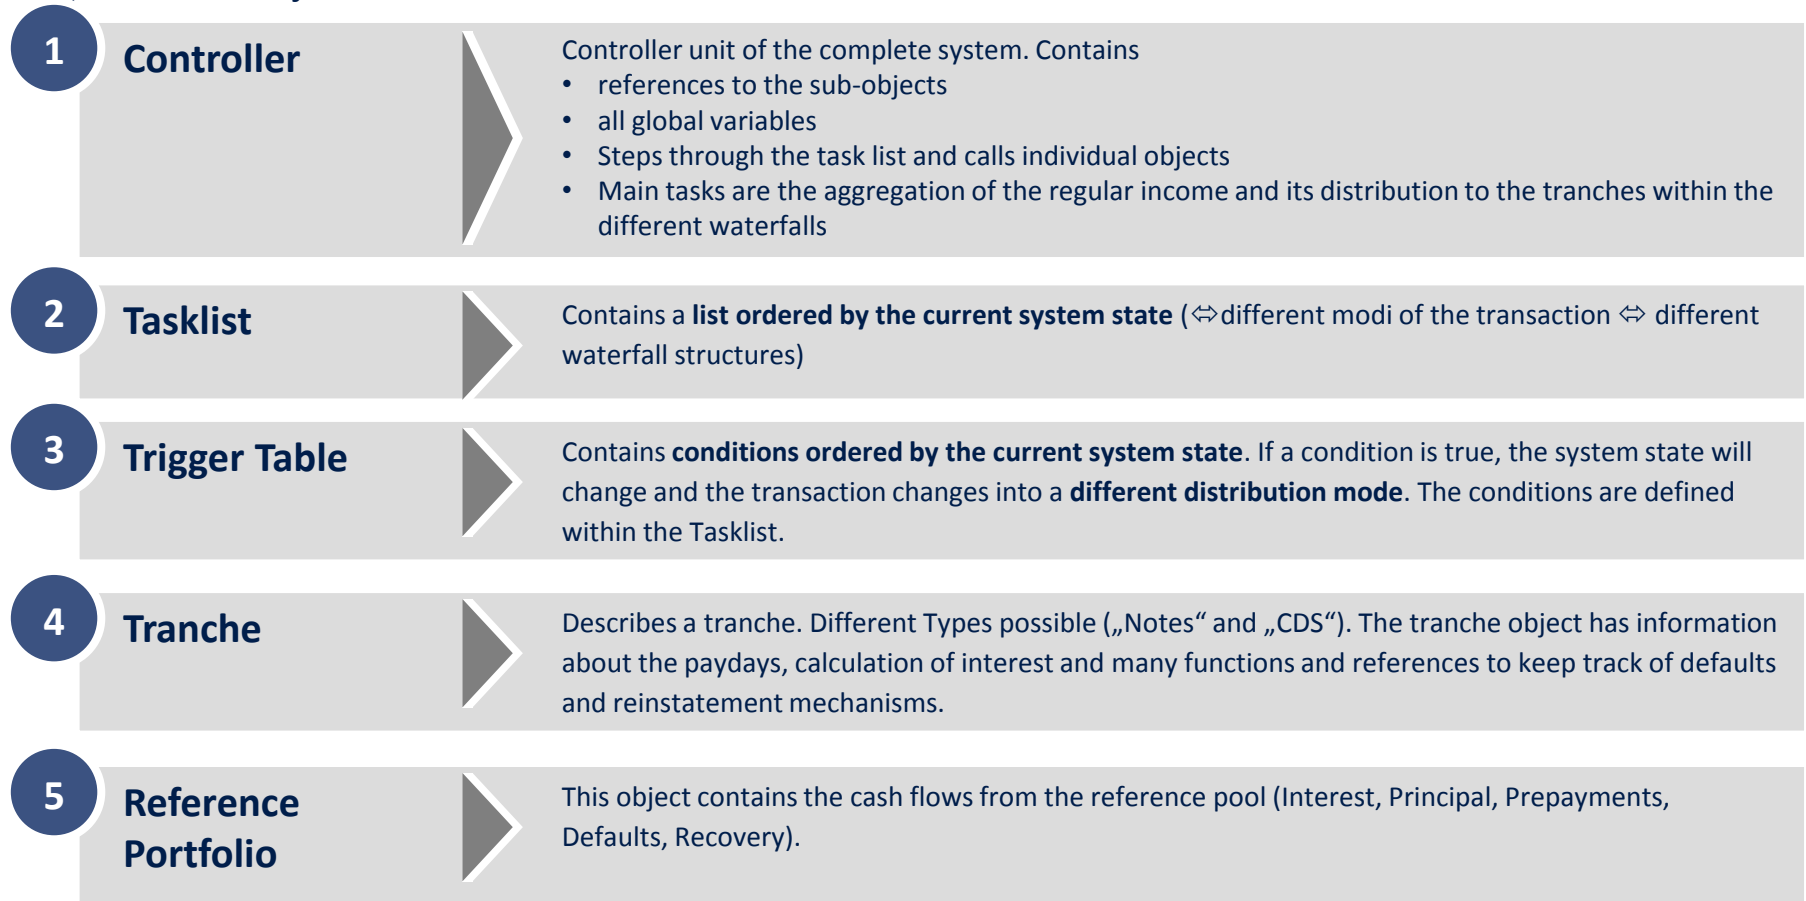 1
Controller
Controller unit of the complete system. Contains
• references to the sub-objects
• all global variables
• Steps through the task list and calls individual objects
• Main tasks are the aggregation of the regular income and its distribution to the tranches within the
different waterfalls
2
Tasklist
Contains a list ordered by the current system state (⬄different modi of the transaction ⬄ different
waterfall structures)
3
Trigger Table
Contains conditions ordered by the current system state. If a condition is true, the system state will
change and the transaction changes into a different distribution mode. The conditions are defined
within the Tasklist.
4
Tranche
Describes a tranche. Different Types possible („Notes“ and „CDS“). The tranche object has information
about the paydays, calculation of interest and many functions and references to keep track of defaults
and reinstatement mechanisms.
5
Reference
Portfolio
This object contains the cash flows from the reference pool (Interest, Principal, Prepayments,
Defaults, Recovery).